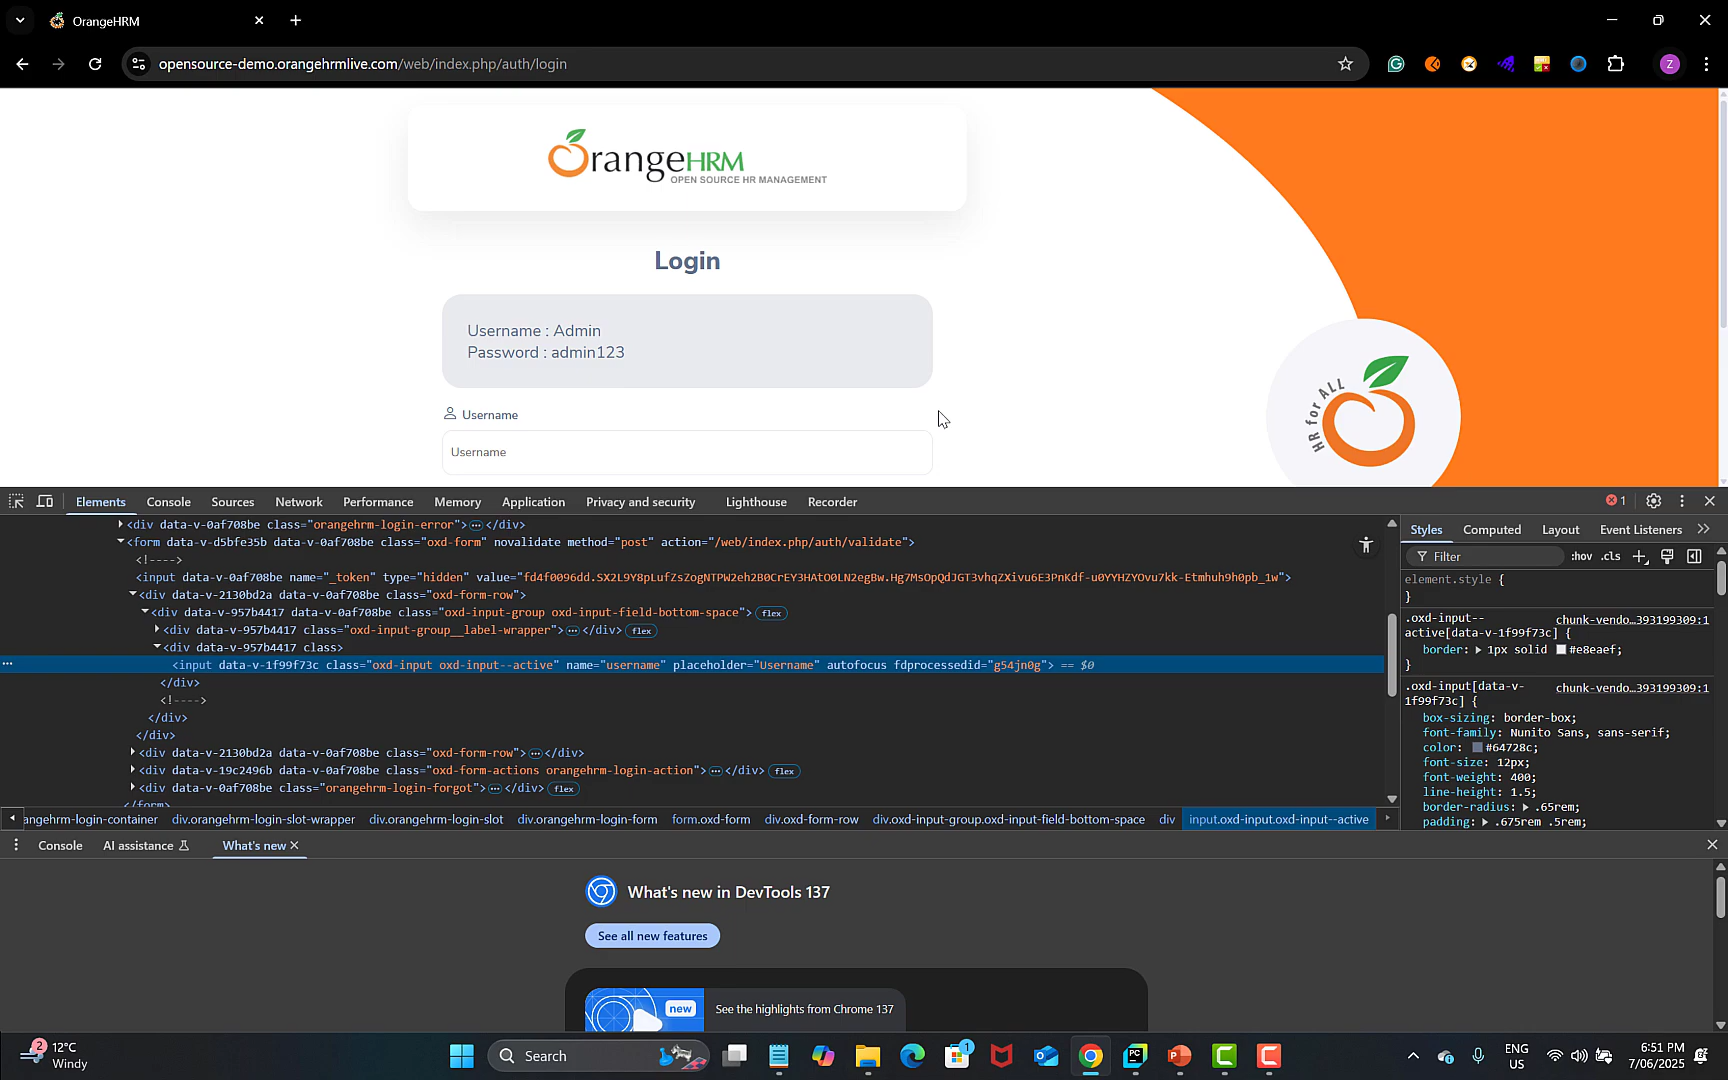 OrangeHRM
opensource-demo.orangehrmlive.com/web/index.php/auth/login
Z
OrangeHRM
OPEN SOURCE HR MANAGEMENT
Login
Username : Admin
Password : admin123
Username
Username
HR for ALL
Elements Console Sources Network Performance Memory Application Privacy and security Lighthouse Recorder 1
<div data-v-0af708be class="orangehrm-login-error">…</div>
<form data-v-d5bfe35b data-v-0af708be class="oxd-form" novalidate method="post" action="/web/index.php/auth/validate">
<!---->
<input data-v-0af708be name="_token" type="hidden" value="fd4f0096dd.SX2L9Y8pLufZsZogNTPW2eh2B0CrEY3HAtO0LN2egBw.Hg7MsOpQdJGT3vhqZXivu6E3PnKdf-u0YYHZYOvu7kk-Etmhuh9h0pb_1w">
<div data-v-2130bd2a data-v-0af708be class="oxd-form-row">
<div data-v-957b4417 data-v-0af708be class="oxd-input-group oxd-input-field-bottom-space"> flex
<div data-v-957b4417 class="oxd-input-group__label-wrapper">…</div> flex
<div data-v-957b4417 class>
… <input data-v-1f99f73c class="oxd-input oxd-input--active" name="username" placeholder="Username" autofocus fdprocessedid="g54jn0g"> == $0
</div>
<!---->
</div>
</div>
<div data-v-2130bd2a data-v-0af708be class="oxd-form-row">…</div>
<div data-v-19c2496b data-v-0af708be class="oxd-form-actions orangehrm-login-action">…</div> flex
<div data-v-0af708be class="orangehrm-login-forgot">…</div> flex
</form>
angehrm-login-container div.orangehrm-login-slot-wrapper div.orangehrm-login-slot div.orangehrm-login-form form.oxd-form div.oxd-form-row div.oxd-input-group.oxd-input-field-bottom-space div input.oxd-input.oxd-input--active
Styles Computed Layout Event Listeners
Filter :hov .cls
element.style {
}
.oxd-input-- chunk-vendo…393199309:1
active[data-v-1f99f73c] {
border: 1px solid #e8eaef;
}
.oxd-input[data-v- chunk-vendo…393199309:1
1f99f73c] {
box-sizing: border-box;
font-family: Nunito Sans, sans-serif;
color: #64728c;
font-size: 12px;
font-weight: 400;
line-height: 1.5;
border-radius: .65rem;
padding: .675rem .5rem;
Console AI assistance What's new
What's new in DevTools 137
See all new features
new
See the highlights from Chrome 137
2
12°C
Windy
Search
1
PC
ENG
US
6:51 PM
7/06/2025